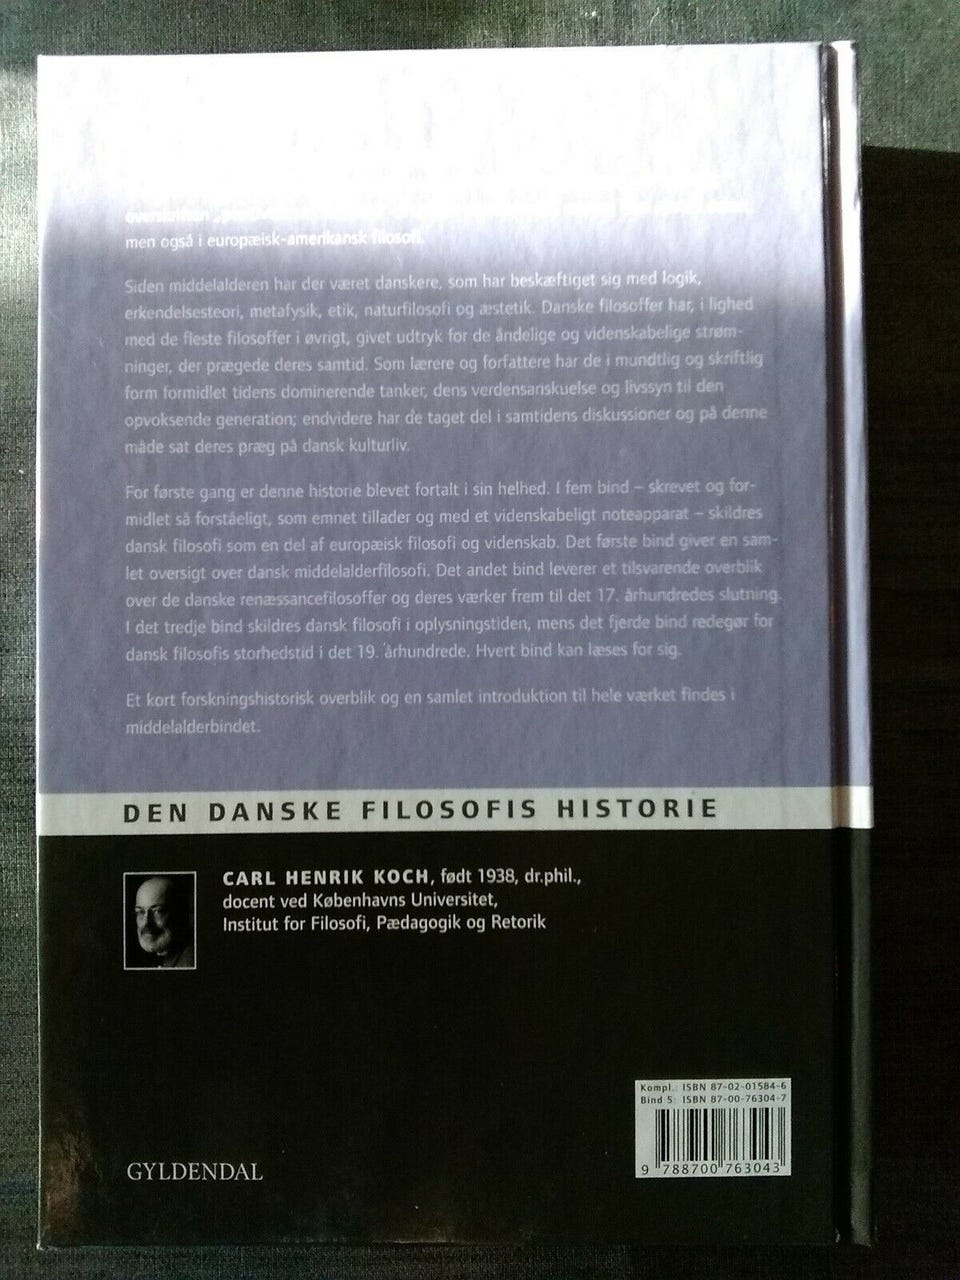 overskriften
men også i europæisk-amerikansk filosofi.
Siden middelalderen har der været danskere, som har beskæftiget sig med logik,
erkendelsesteori, metafysik, etik, naturfilosofi og æstetik. Danske filosoffer har, i lighed
med de fleste filosoffer i øvrigt, givet udtryk for de åndelige og videnskabelige strøm-
ninger, der prægede deres samtid. Som lærere og forfattere har de i mundtlig og skriftlig
form formidlet tidens dominerende tanker, dens verdensanskuelse og livssyn til den
opvoksende generation; endvidere har de taget del i samtidens diskussioner og på denne
måde sat deres præg på dansk kulturliv.
For første gang er denne historie blevet fortalt i sin helhed. I fem bind – skrevet og for-
midlet så forståeligt, som emnet tillader og med et videnskabeligt noteapparat – skildres
dansk filosofi som en del af europæisk filosofi og videnskab. Det første bind giver en sam-
let oversigt over dansk middelalderfilosofi. Det andet bind leverer et tilsvarende overblik
over de danske renæssancefilosoffer og deres værker frem til det 17. århundredes slutning.
I det tredje bind skildres dansk filosofi i oplysningstiden, mens det fjerde bind redegør for
dansk filosofis storhedstid i det 19. århundrede. Hvert bind kan læses for sig.
Et kort forskningshistorisk overblik og en samlet introduktion til hele værket findes i
middelalderbindet.
DEN DANSKE FILOSOFIS HISTORIE
CARL HENRIK KOCH, født 1938, dr.phil.,
docent ved Københavns Universitet,
Institut for Filosofi, Pædagogik og Retorik
Kompl.: ISBN 87-02-01584-6
Bind 5: ISBN 87-00-76304-7
9 788700 763043
GYLDENDAL